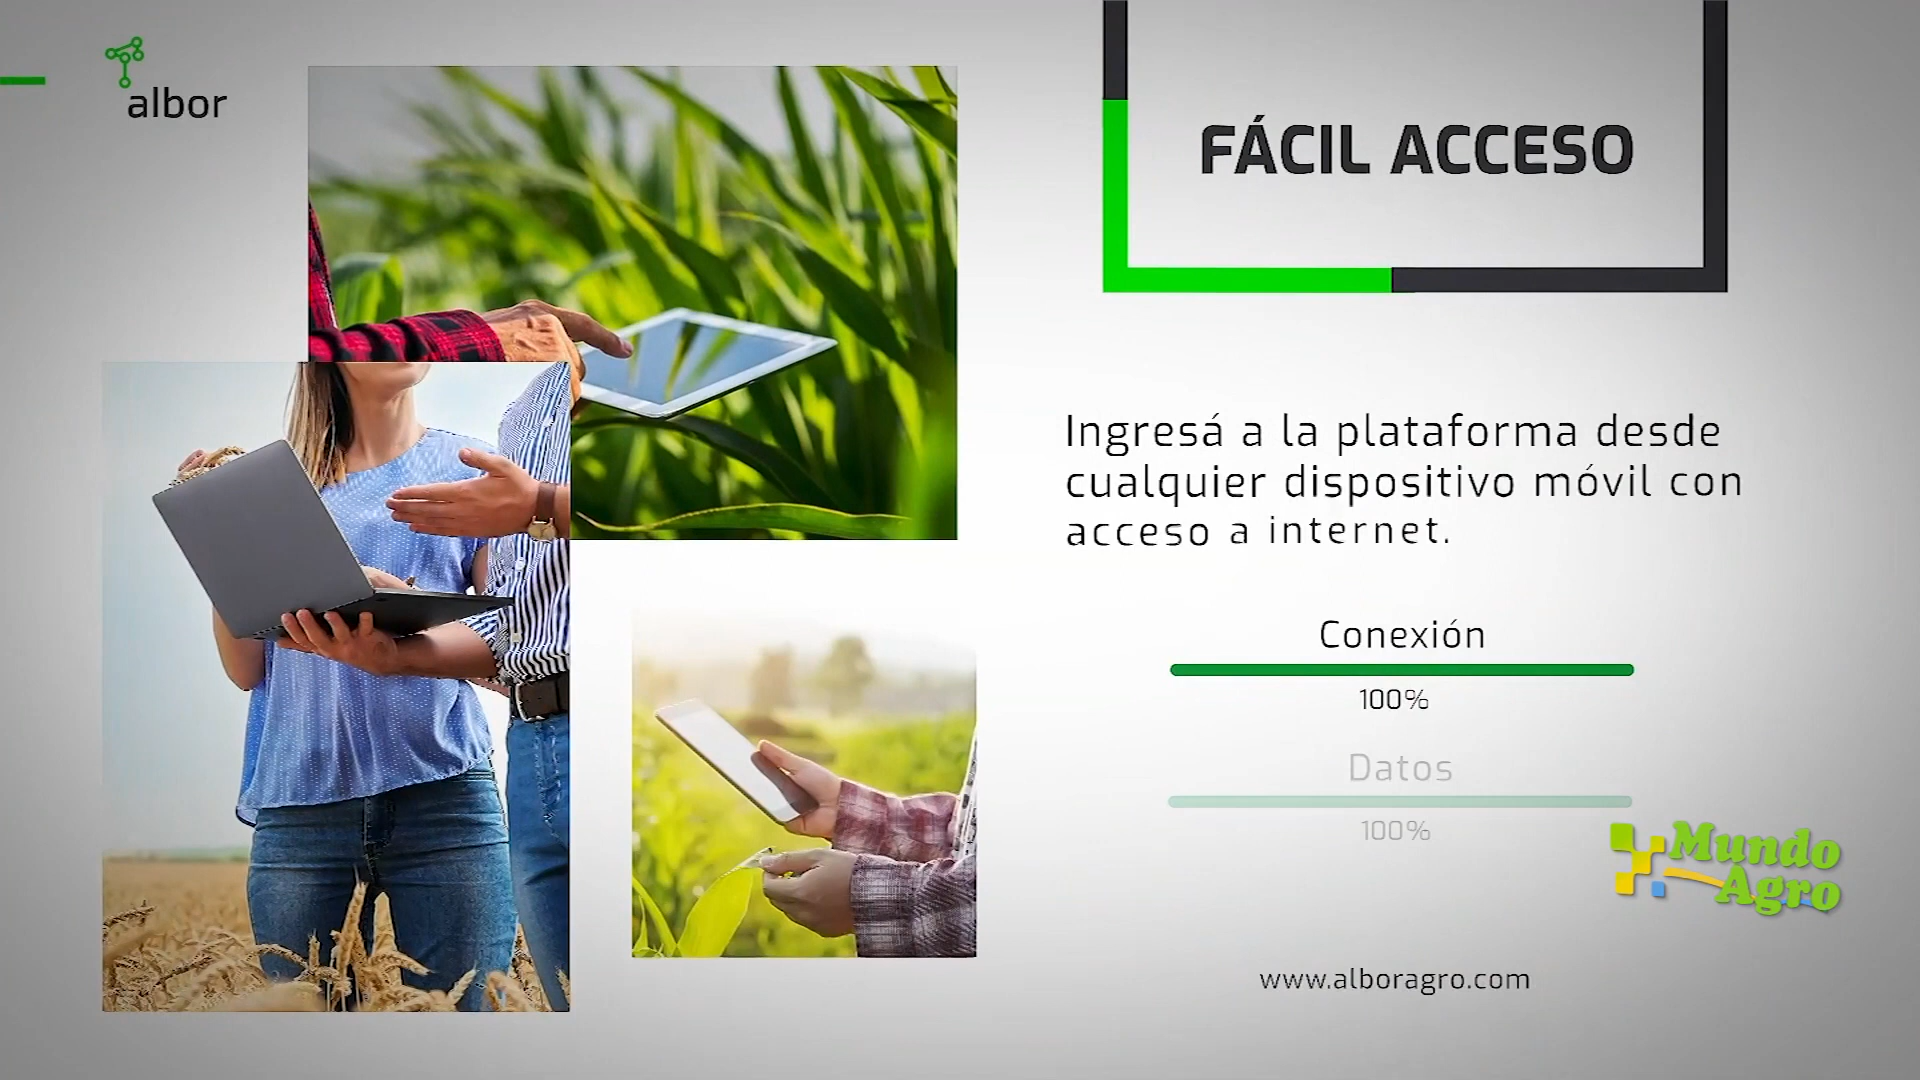 albor
FÁCIL ACCESO
Ingresá a la plataforma desde
cualquier dispositivo móvil con
acceso a internet.
Conexión
100%
Datos
100%
Mundo
Agro
www.alboragro.com